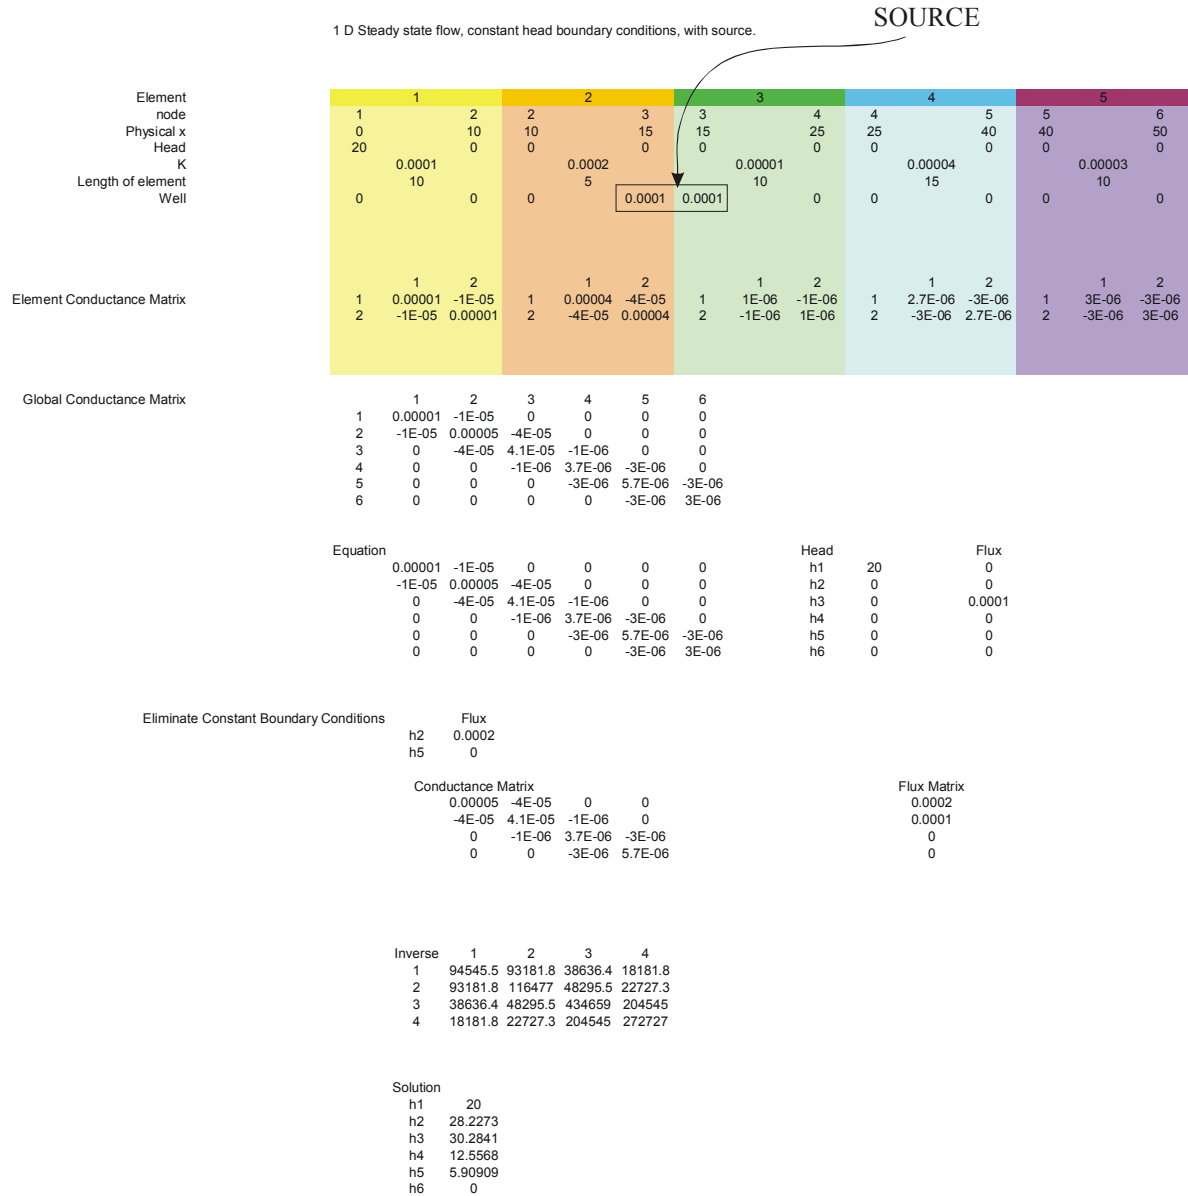 SOURCE
1 D Steady state flow, constant head boundary conditions, with source.
Element 1 2 3 4 5
node 1 2 2 3 3 4 4 5 5 6
Physical x 0 10 10 15 15 25 25 40 40 50
Head 20 0 0 0 0 0 0 0 0 0
K 0.0001 0.0002 0.00001 0.00004 0.00003
Length of element 10 5 10 15 10
Well 0 0 0 0.0001 0.0001 0 0 0 0 0
1 2 1 2 1 2 1 2 1 2
Element Conductance Matrix 1 0.00001 -1E-05 1 0.00004 -4E-05 1 1E-06 -1E-06 1 2.7E-06 -3E-06 1 3E-06 -3E-06
2 -1E-05 0.00001 2 -4E-05 0.00004 2 -1E-06 1E-06 2 -3E-06 2.7E-06 2 -3E-06 3E-06
Global Conductance Matrix 1 2 3 4 5 6
1 0.00001 -1E-05 0 0 0 0
2 -1E-05 0.00005 -4E-05 0 0 0
3 0 -4E-05 4.1E-05 -1E-06 0 0
4 0 0 -1E-06 3.7E-06 -3E-06 0
5 0 0 0 -3E-06 5.7E-06 -3E-06
6 0 0 0 0 -3E-06 3E-06
Equation Head Flux
0.00001 -1E-05 0 0 0 0 h1 20 0
-1E-05 0.00005 -4E-05 0 0 0 h2 0 0
0 -4E-05 4.1E-05 -1E-06 0 0 h3 0 0.0001
0 0 -1E-06 3.7E-06 -3E-06 0 h4 0 0
0 0 0 -3E-06 5.7E-06 -3E-06 h5 0 0
0 0 0 0 -3E-06 3E-06 h6 0 0
Eliminate Constant Boundary Conditions Flux
h2 0.0002
h5 0
Conductance Matrix Flux Matrix
0.00005 -4E-05 0 0 0.0002
-4E-05 4.1E-05 -1E-06 0 0.0001
0 -1E-06 3.7E-06 -3E-06 0
0 0 -3E-06 5.7E-06 0
Inverse 1 2 3 4
1 94545.5 93181.8 38636.4 18181.8
2 93181.8 116477 48295.5 22727.3
3 38636.4 48295.5 434659 204545
4 18181.8 22727.3 204545 272727
Solution
h1 20
h2 28.2273
h3 30.2841
h4 12.5568
h5 5.90909
h6 0